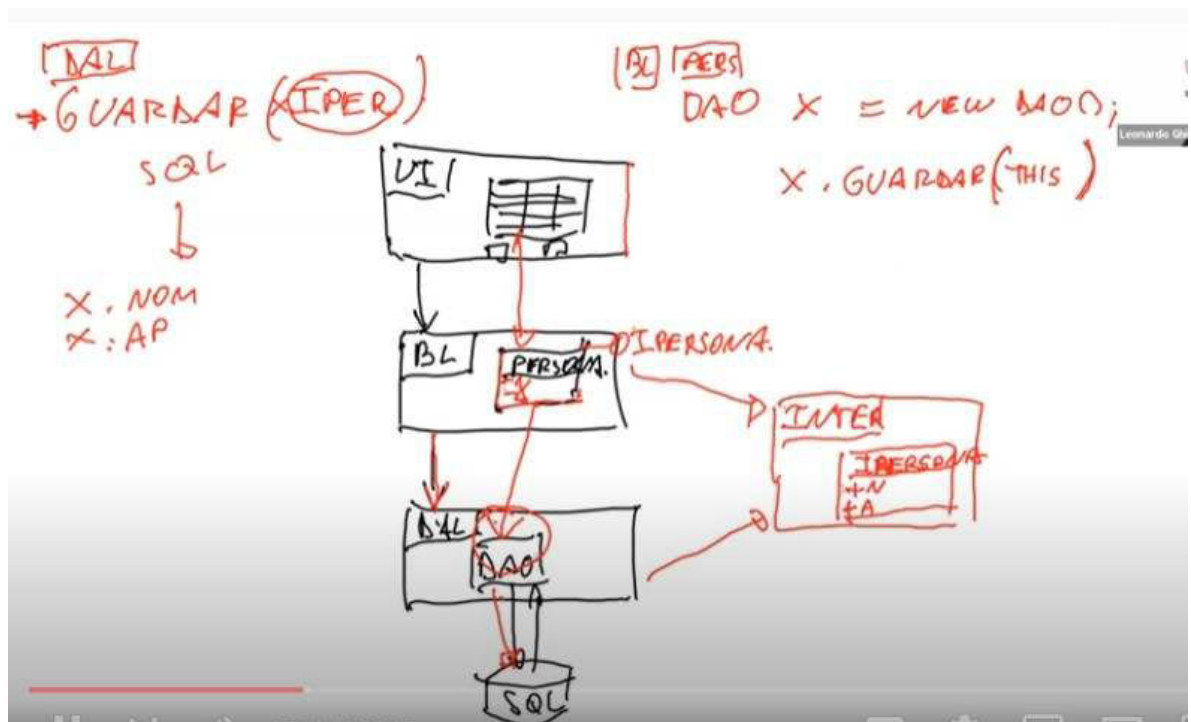 DAL
GUARDAR (X IPER)
SQL
X. NOM
X. AP
BL PERS
DAO X = NEW DAO();
X. GUARDAR(THIS)
UI
BL
PERSONA
IPERSONA.
INTER
IPERSONA
+N
+A
DAL
DAO
SQL